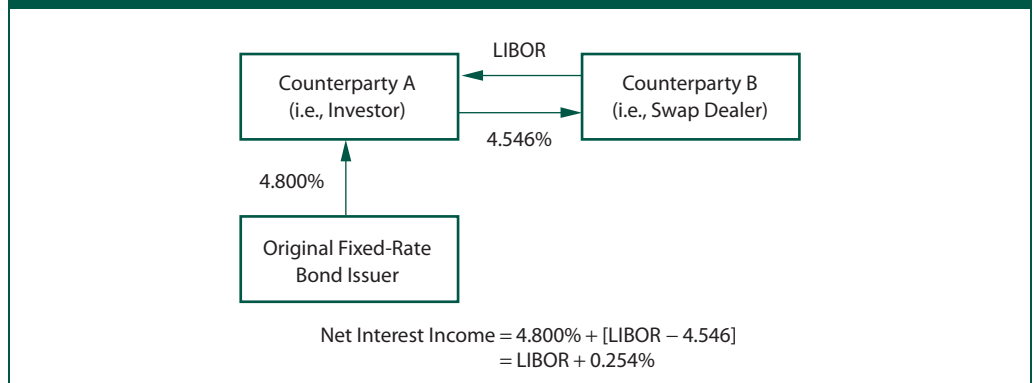 LIBOR
Counterparty A
(i.e., Investor)
Counterparty B
(i.e., Swap Dealer)
4.546%
4.800%
Original Fixed-Rate
Bond Issuer
Net Interest Income = 4.800% + [LIBOR − 4.546]
= LIBOR + 0.254%